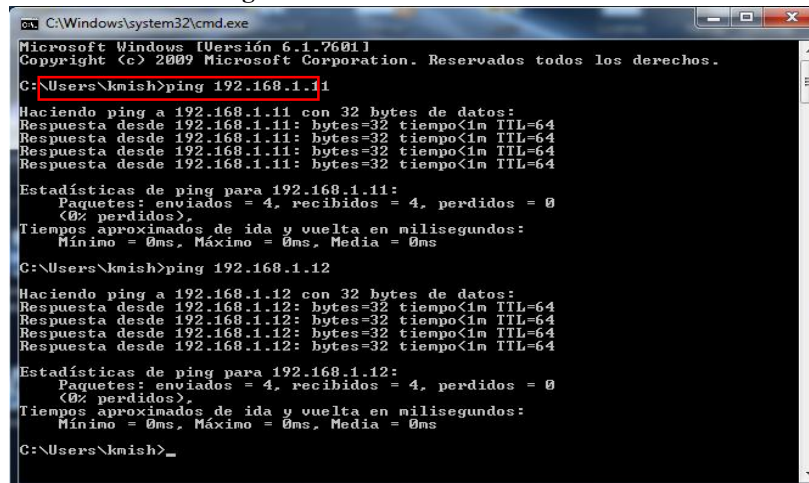 C:\Windows\system32\cmd.exe
Microsoft Windows [Versión 6.1.7601]
Copyright (c) 2009 Microsoft Corporation. Reservados todos los derechos.
C:\Users\kmish>ping 192.168.1.11
Haciendo ping a 192.168.1.11 con 32 bytes de datos:
Respuesta desde 192.168.1.11: bytes=32 tiempo<1m TTL=64
Respuesta desde 192.168.1.11: bytes=32 tiempo<1m TTL=64
Respuesta desde 192.168.1.11: bytes=32 tiempo<1m TTL=64
Respuesta desde 192.168.1.11: bytes=32 tiempo<1m TTL=64
Estadísticas de ping para 192.168.1.11:
Paquetes: enviados = 4, recibidos = 4, perdidos = 0
(0% perdidos),
Tiempos aproximados de ida y vuelta en milisegundos:
Mínimo = 0ms, Máximo = 0ms, Media = 0ms
C:\Users\kmish>ping 192.168.1.12
Haciendo ping a 192.168.1.12 con 32 bytes de datos:
Respuesta desde 192.168.1.12: bytes=32 tiempo<1m TTL=64
Respuesta desde 192.168.1.12: bytes=32 tiempo<1m TTL=64
Respuesta desde 192.168.1.12: bytes=32 tiempo<1m TTL=64
Respuesta desde 192.168.1.12: bytes=32 tiempo<1m TTL=64
Estadísticas de ping para 192.168.1.12:
Paquetes: enviados = 4, recibidos = 4, perdidos = 0
(0% perdidos),
Tiempos aproximados de ida y vuelta en milisegundos:
Mínimo = 0ms, Máximo = 0ms, Media = 0ms
C:\Users\kmish>_